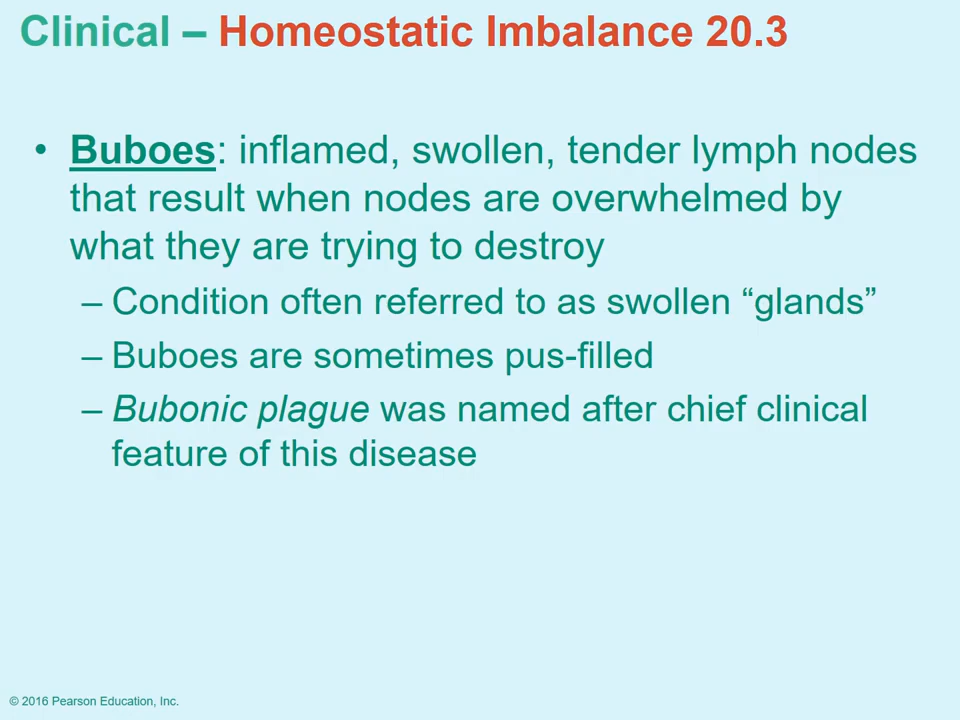 Clinical – Homeostatic Imbalance 20.3
• Buboes: inflamed, swollen, tender lymph nodes
that result when nodes are overwhelmed by
what they are trying to destroy
– Condition often referred to as swollen “glands”
– Buboes are sometimes pus-filled
– Bubonic plague was named after chief clinical
feature of this disease
© 2016 Pearson Education, Inc.